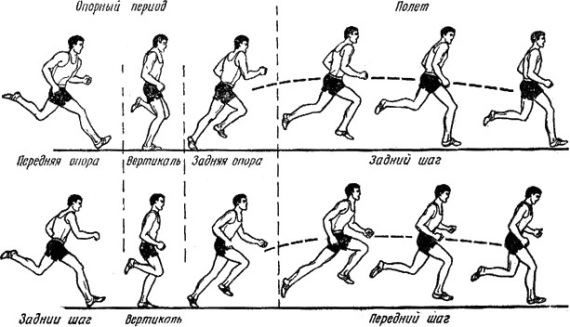 Опорный период
Полет
Передняя опора
Вертикаль
Задняя опора
Задний шаг
Задний шаг
Вертикаль
Передний шаг